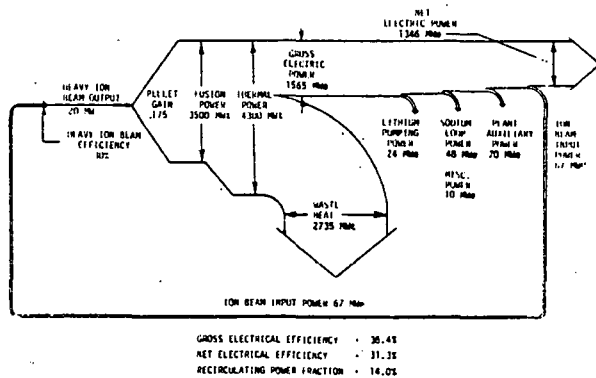 NET
ELECTRIC POWER
1346 MWe
GROSS
ELECTRIC
POWER
1565 MWe
HEAVY ION
BEAM OUTPUT
20 MW
HEAVY ION BEAM
EFFICIENCY
30%
PELLET
GAIN
175
FUSION
POWER
3500 MWt
THERMAL
POWER
4300 MWt
LITHIUM
PUMPING
POWER
24 MWe
SODIUM
LOOP
POWER
48 MWe
MISC.
POWER
10 MWe
PLANT
AUXILIARY
POWER
70 MWe
ION
BEAM
INPUT
POWER
67 MWe
WASTE
HEAT
2735 MWt
ION BEAM INPUT POWER 67 MWe
GROSS ELECTRICAL EFFICIENCY - 36.4%
NET ELECTRICAL EFFICIENCY - 31.3%
RECIRCULATING POWER FRACTION - 14.0%